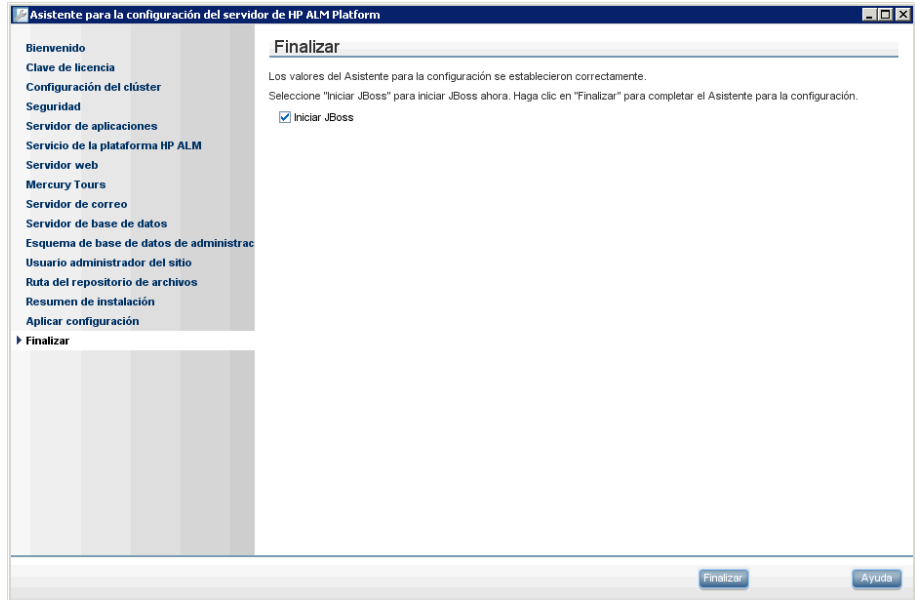 Asistente para la configuración del servidor de HP ALM Platform
Bienvenido
Clave de licencia
Configuración del clúster
Seguridad
Servidor de aplicaciones
Servicio de la plataforma HP ALM
Servidor web
Mercury Tours
Servidor de correo
Servidor de base de datos
Esquema de base de datos de administrac
Usuario administrador del sitio
Ruta del repositorio de archivos
Resumen de instalación
Aplicar configuración
Finalizar
Finalizar
Los valores del Asistente para la configuración se establecieron correctamente.
Seleccione "Iniciar JBoss" para iniciar JBoss ahora. Haga clic en "Finalizar" para completar el Asistente para la configuración.
Iniciar JBoss
Finalizar
Ayuda